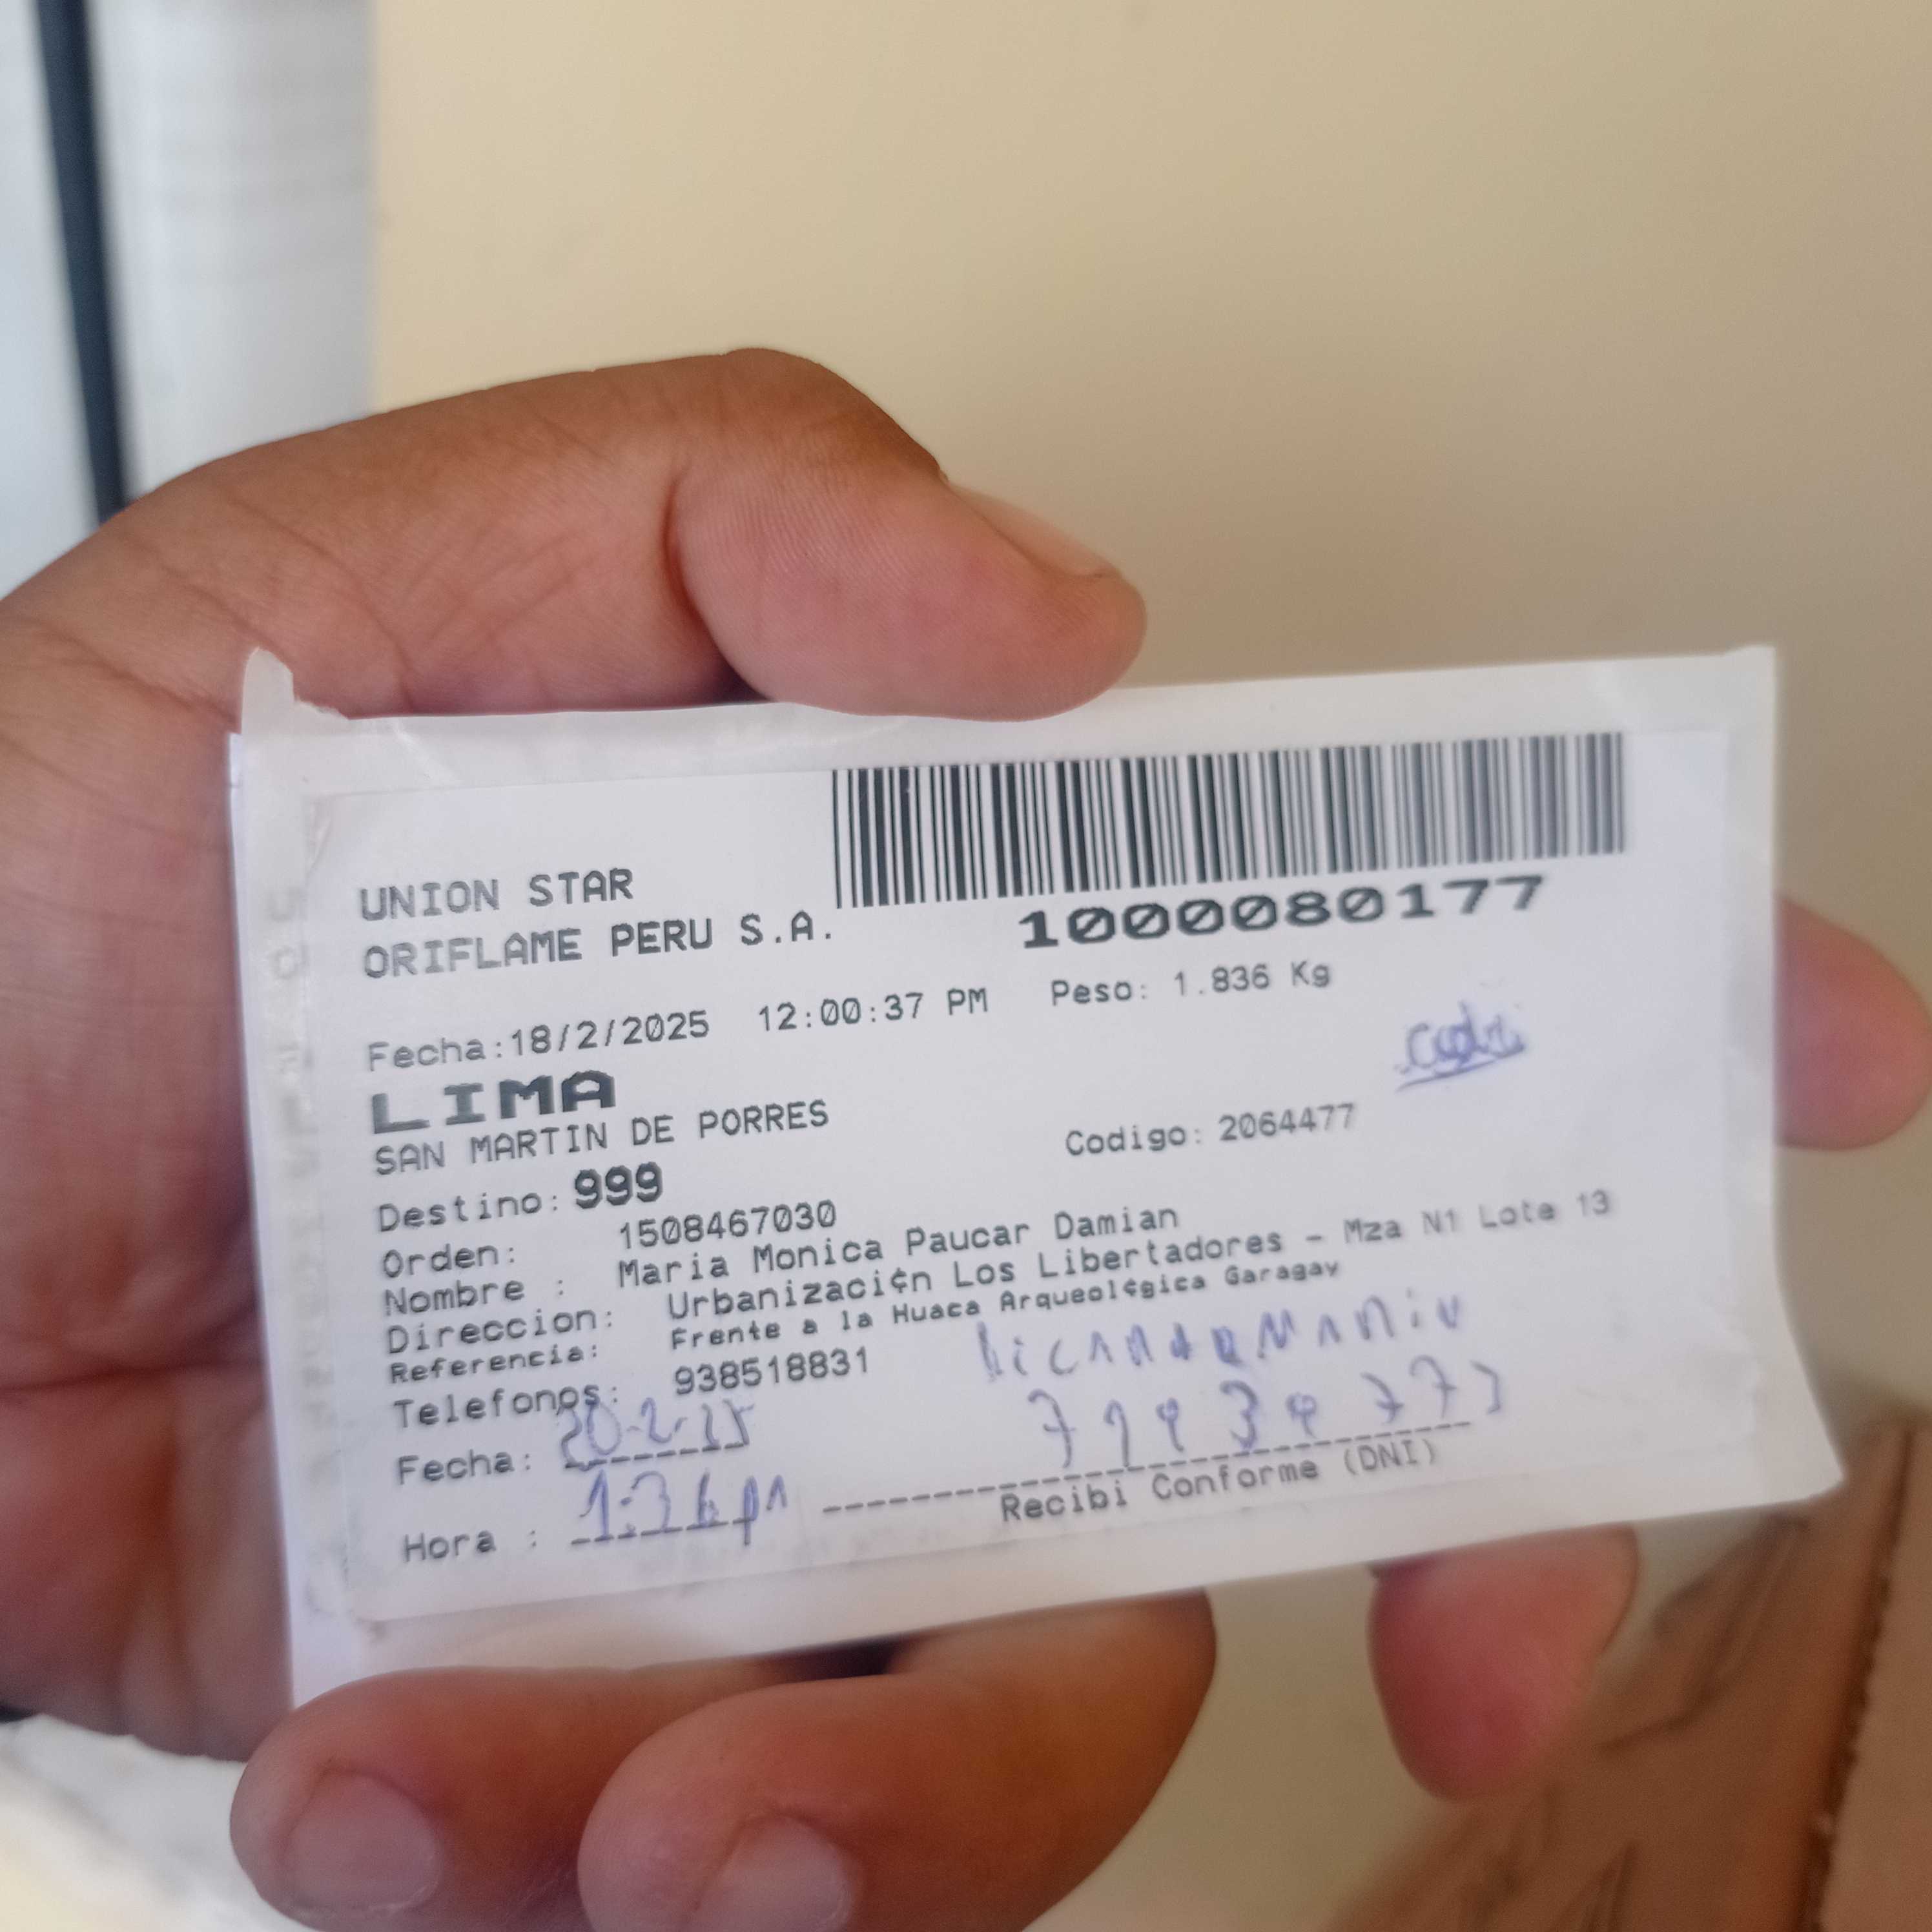 UNION STAR
ORIFLAME PERU S.A.
1000080177
Fecha:18/2/2025 12:00:37 PM Peso: 1.836 Kg
LIMA
SAN MARTIN DE PORRES
Destino: 999 Codigo: 2064477
Orden: 1508467030
Nombre : Maria Monica Paucar Damian
Direccion: Urbanizaci¢n Los Libertadores - Mza N1 Lote 13
Referencia: Frente a la Huaca Arqueol¢gica Garagay
Telefonos: 938518831
Fecha: 20-2-25
Hora :
Recibi Conforme (DNI)